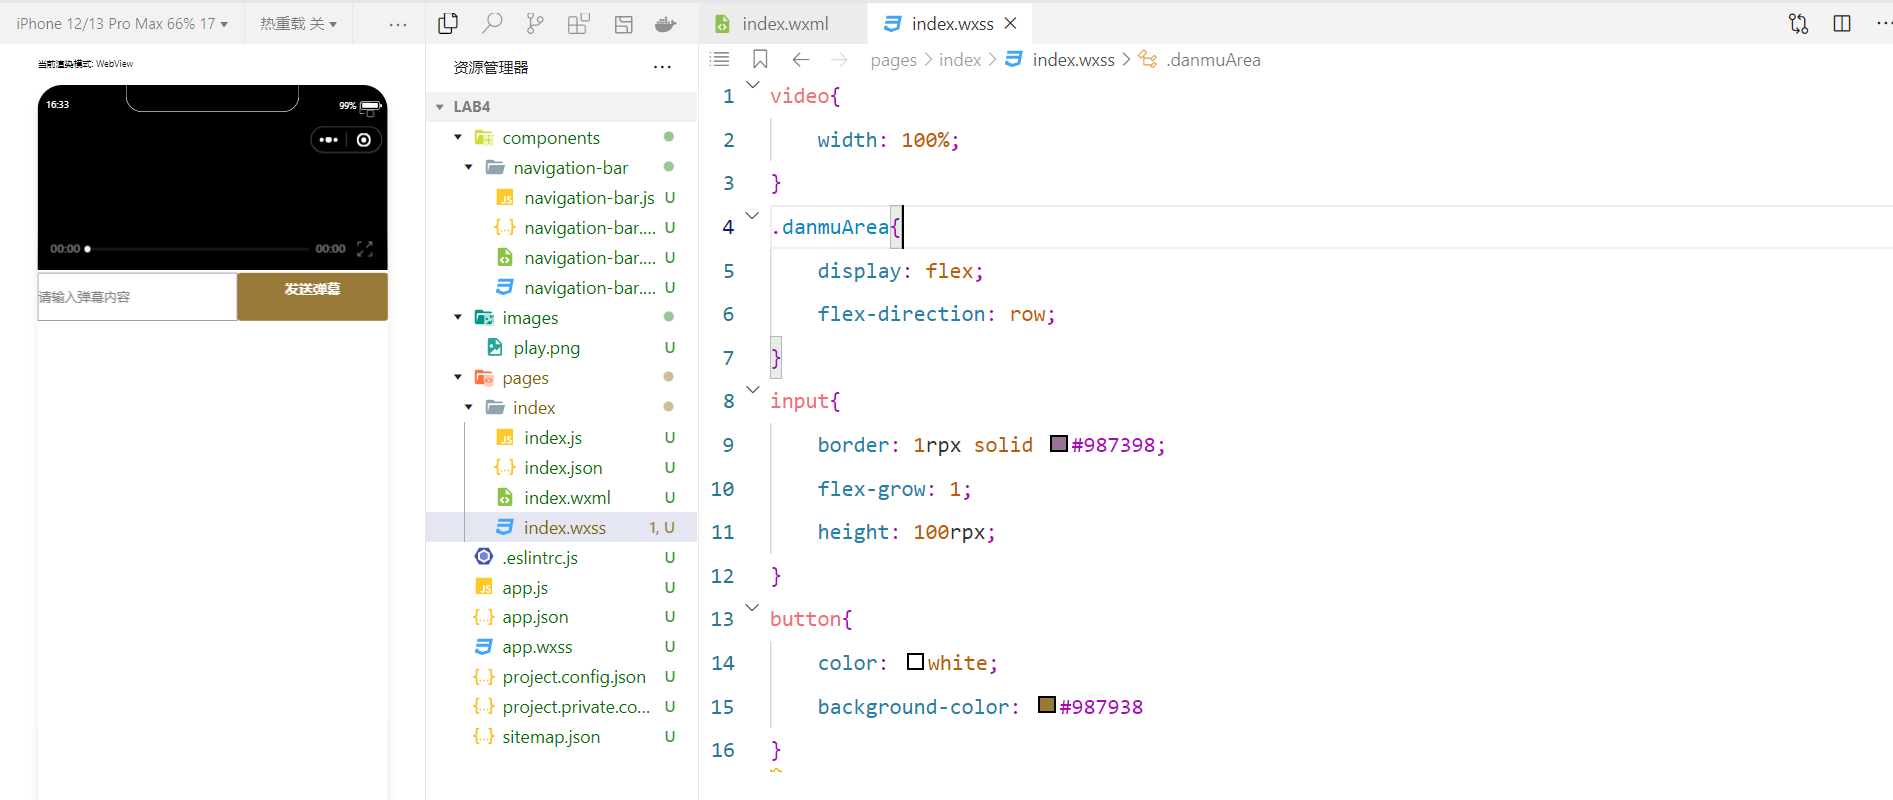 iPhone 12/13 Pro Max 66% 17
热重载 关
index.wxml
index.wxss
当前渲染模式: WebView
资源管理器
pages
index
index.wxss
.danmuArea
16:33
99%
LAB4
components
navigation-bar
navigation-bar.js U
navigation-bar.... U
navigation-bar.... U
navigation-bar.... U
images
play.png U
pages
index
index.js U
index.json U
index.wxml U
index.wxss 1, U
.eslintrc.js U
app.js U
app.json U
app.wxss U
project.config.json U
project.private.co... U
sitemap.json U
00:00
00:00
请输入弹幕内容
发送弹幕
1 video{
2 width: 100%;
3 }
4 .danmuArea{
5 display: flex;
6 flex-direction: row;
7 }
8 input{
9 border: 1rpx solid #987398;
10 flex-grow: 1;
11 height: 100rpx;
12 }
13 button{
14 color: white;
15 background-color: #987938
16 }